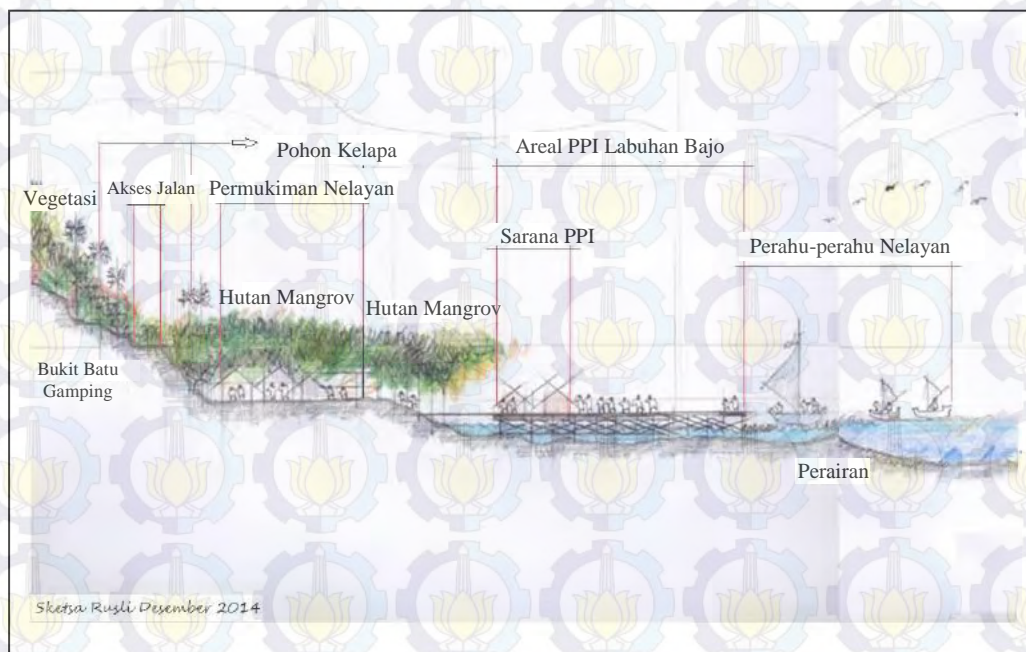 Pohon Kelapa
Areal PPI Labuhan Bajo
Vegetasi
Akses Jalan
Permukiman Nelayan
Sarana PPI
Perahu-perahu Nelayan
Hutan Mangrov
Hutan Mangrov
Bukit Batu
Gamping
Perairan
Sketsa Rusli Desember 2014